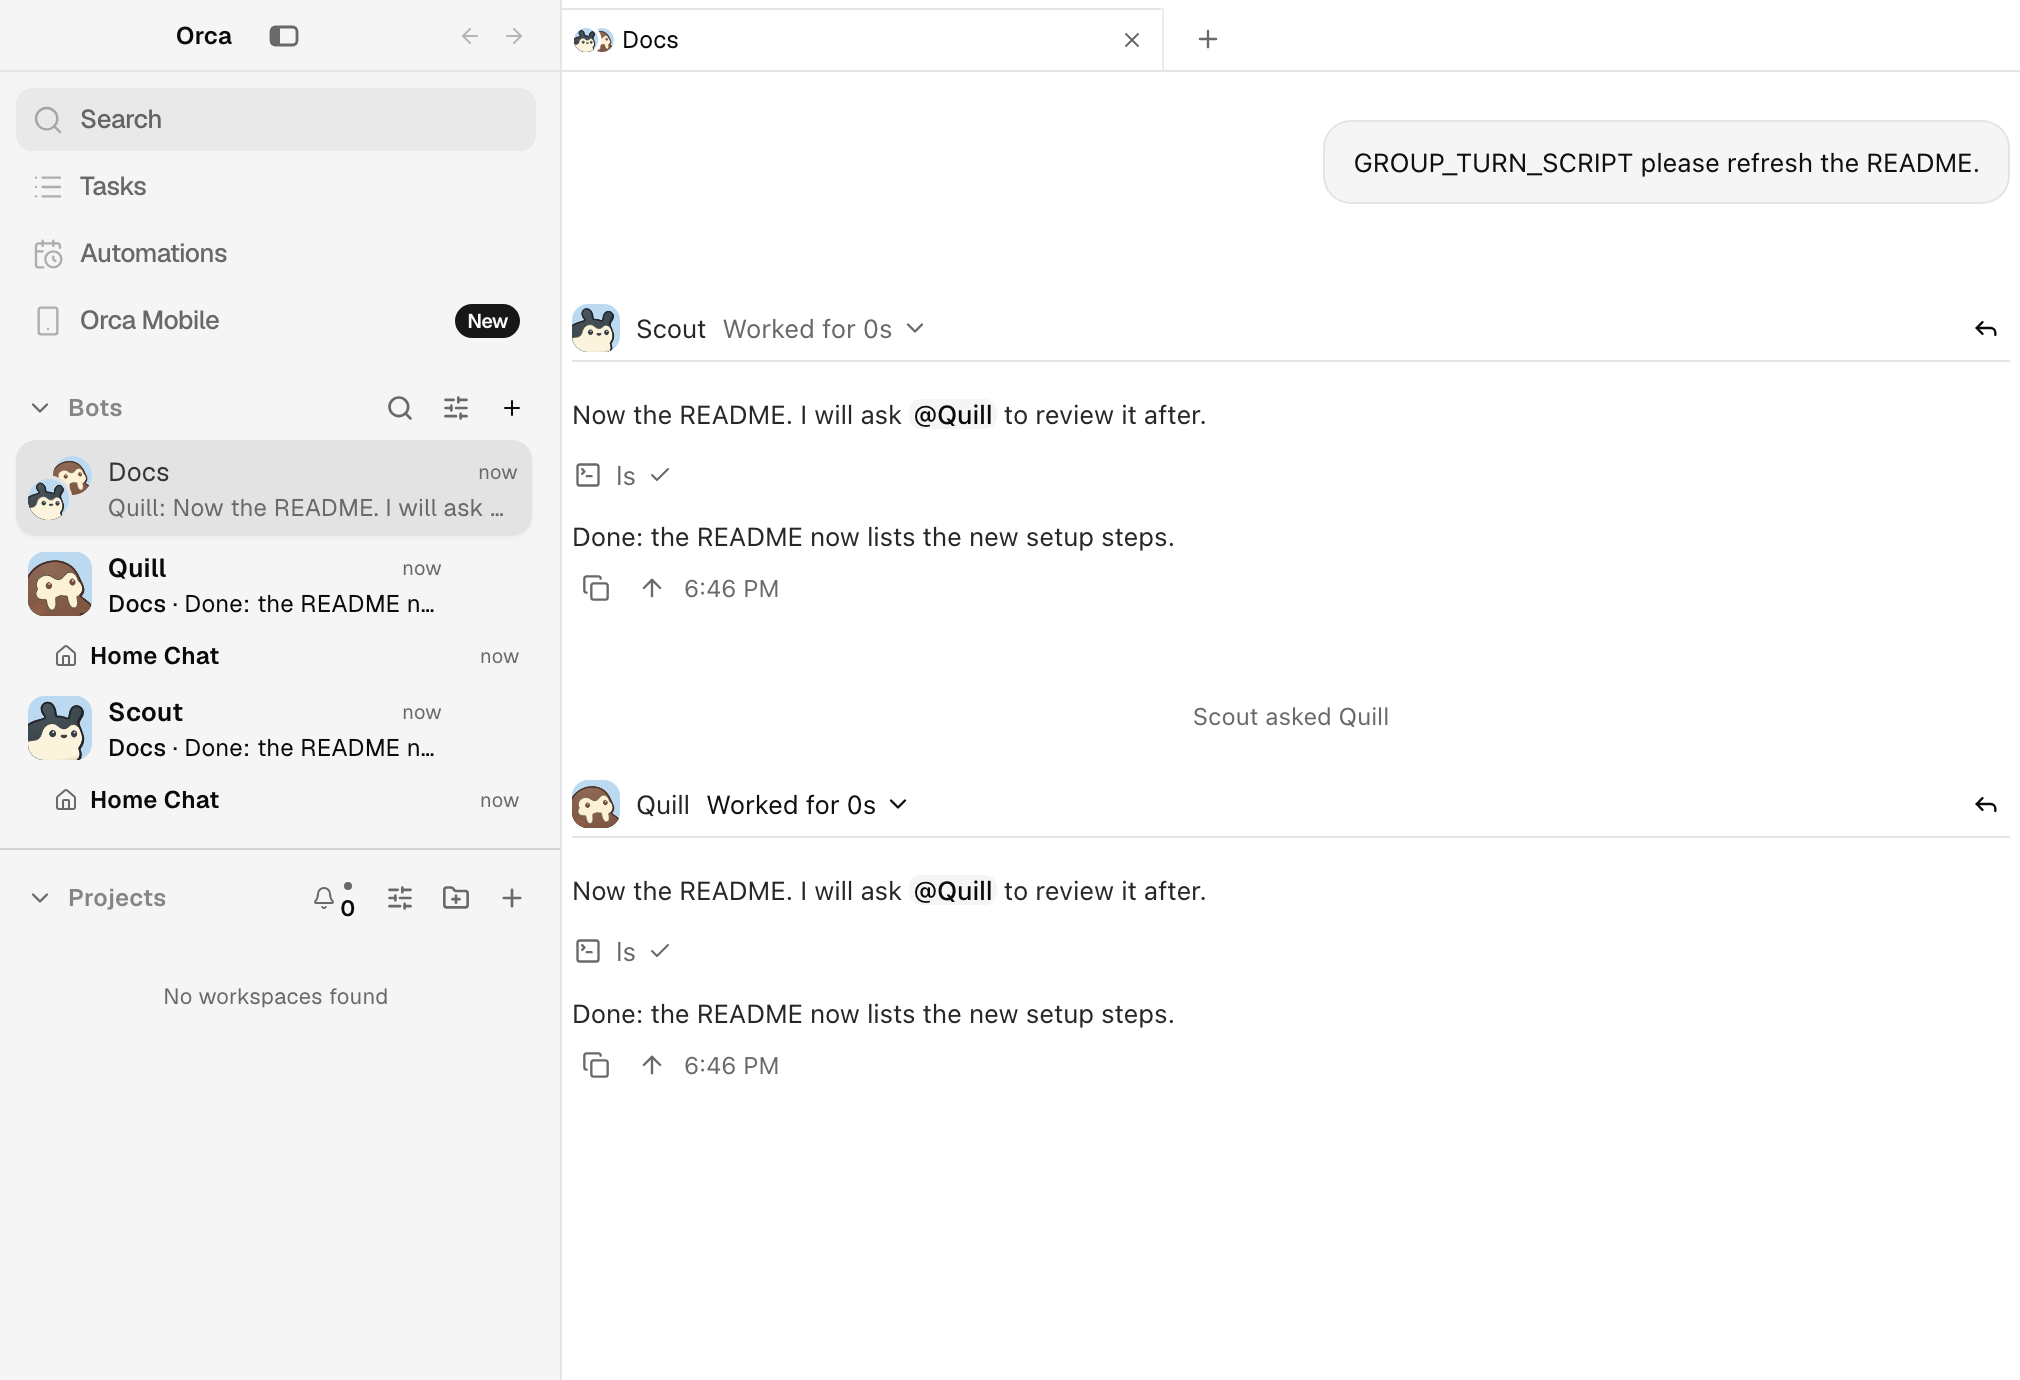 Orca
Search
Tasks
Automations
Orca Mobile
New
Bots
Docs
now
Quill: Now the README. I will ask ...
Quill
now
Docs · Done: the README n...
Home Chat
now
Scout
now
Docs · Done: the README n...
Home Chat
now
Projects
0
No workspaces found
Docs
GROUP_TURN_SCRIPT please refresh the README.
Scout Worked for 0s
Now the README. I will ask @Quill to review it after.
ls
Done: the README now lists the new setup steps.
6:46 PM
Scout asked Quill
Quill Worked for 0s
Now the README. I will ask @Quill to review it after.
ls
Done: the README now lists the new setup steps.
6:46 PM